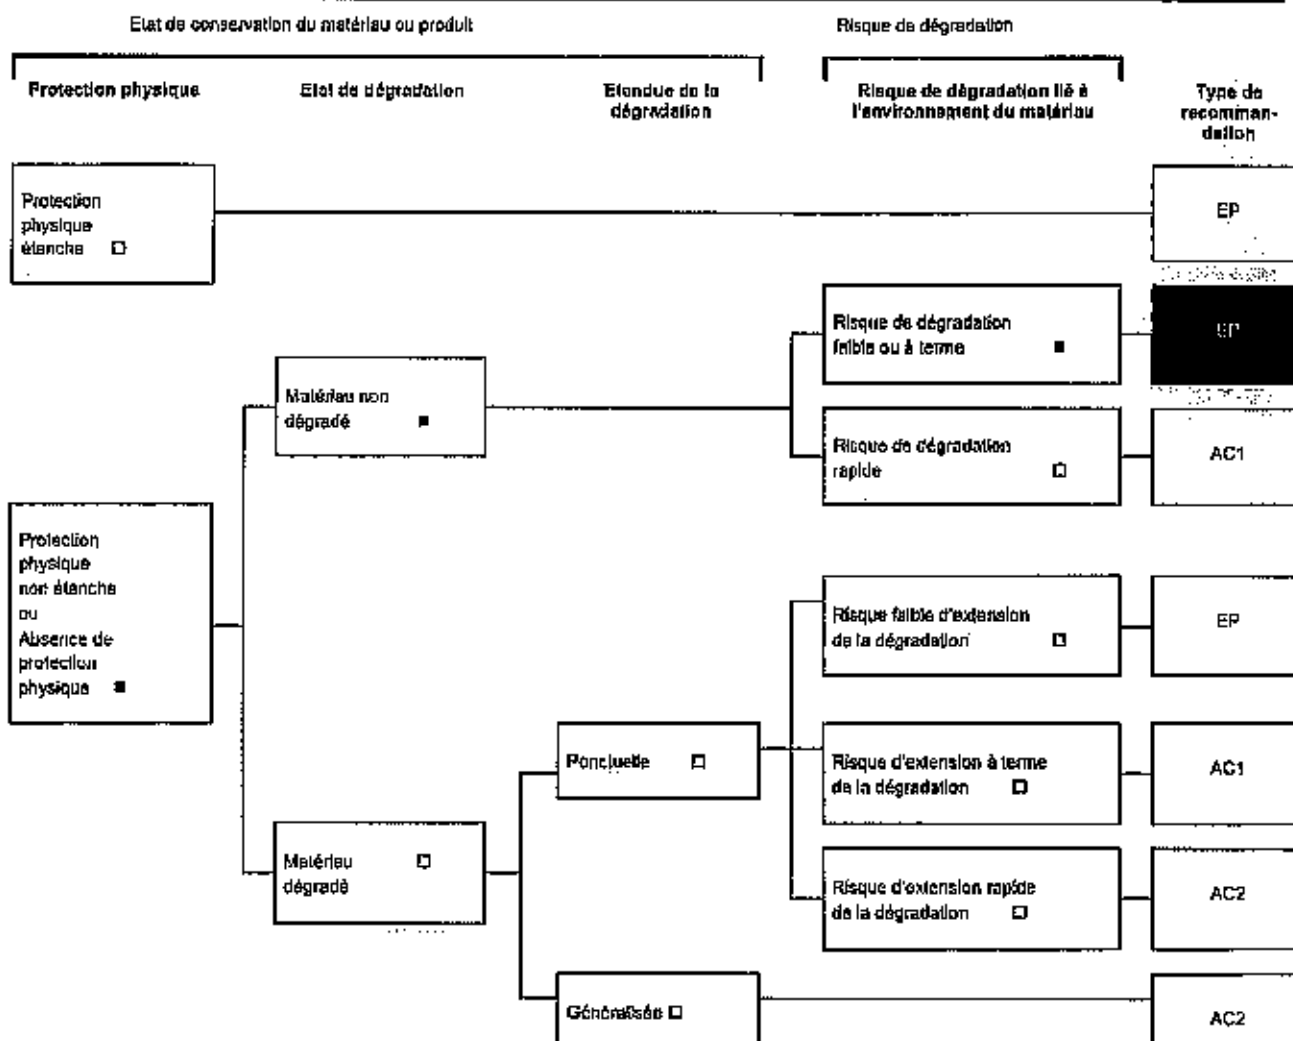 Etat de conservation du matériau ou produit
Risque de dégradation
Protection physique
Etat de dégradation
Etendue de la
dégradation
Risque de dégradation lié à
l'environnement du matériau
Type de
recomman-
dation
Protection
physique
étanche
EP
Risque de dégradation
faible ou à terme
EP
Matériau non
dégradé
Risque de dégradation
rapide
AC1
Protection
physique
non étanche
ou
Absence de
protection
physique
Risque faible d'extension
de la dégradation
EP
Ponctuelle
Risque d'extension à terme
de la dégradation
AC1
Matériau
dégradé
Risque d'extension rapide
de la dégradation
AC2
Généralisée
AC2